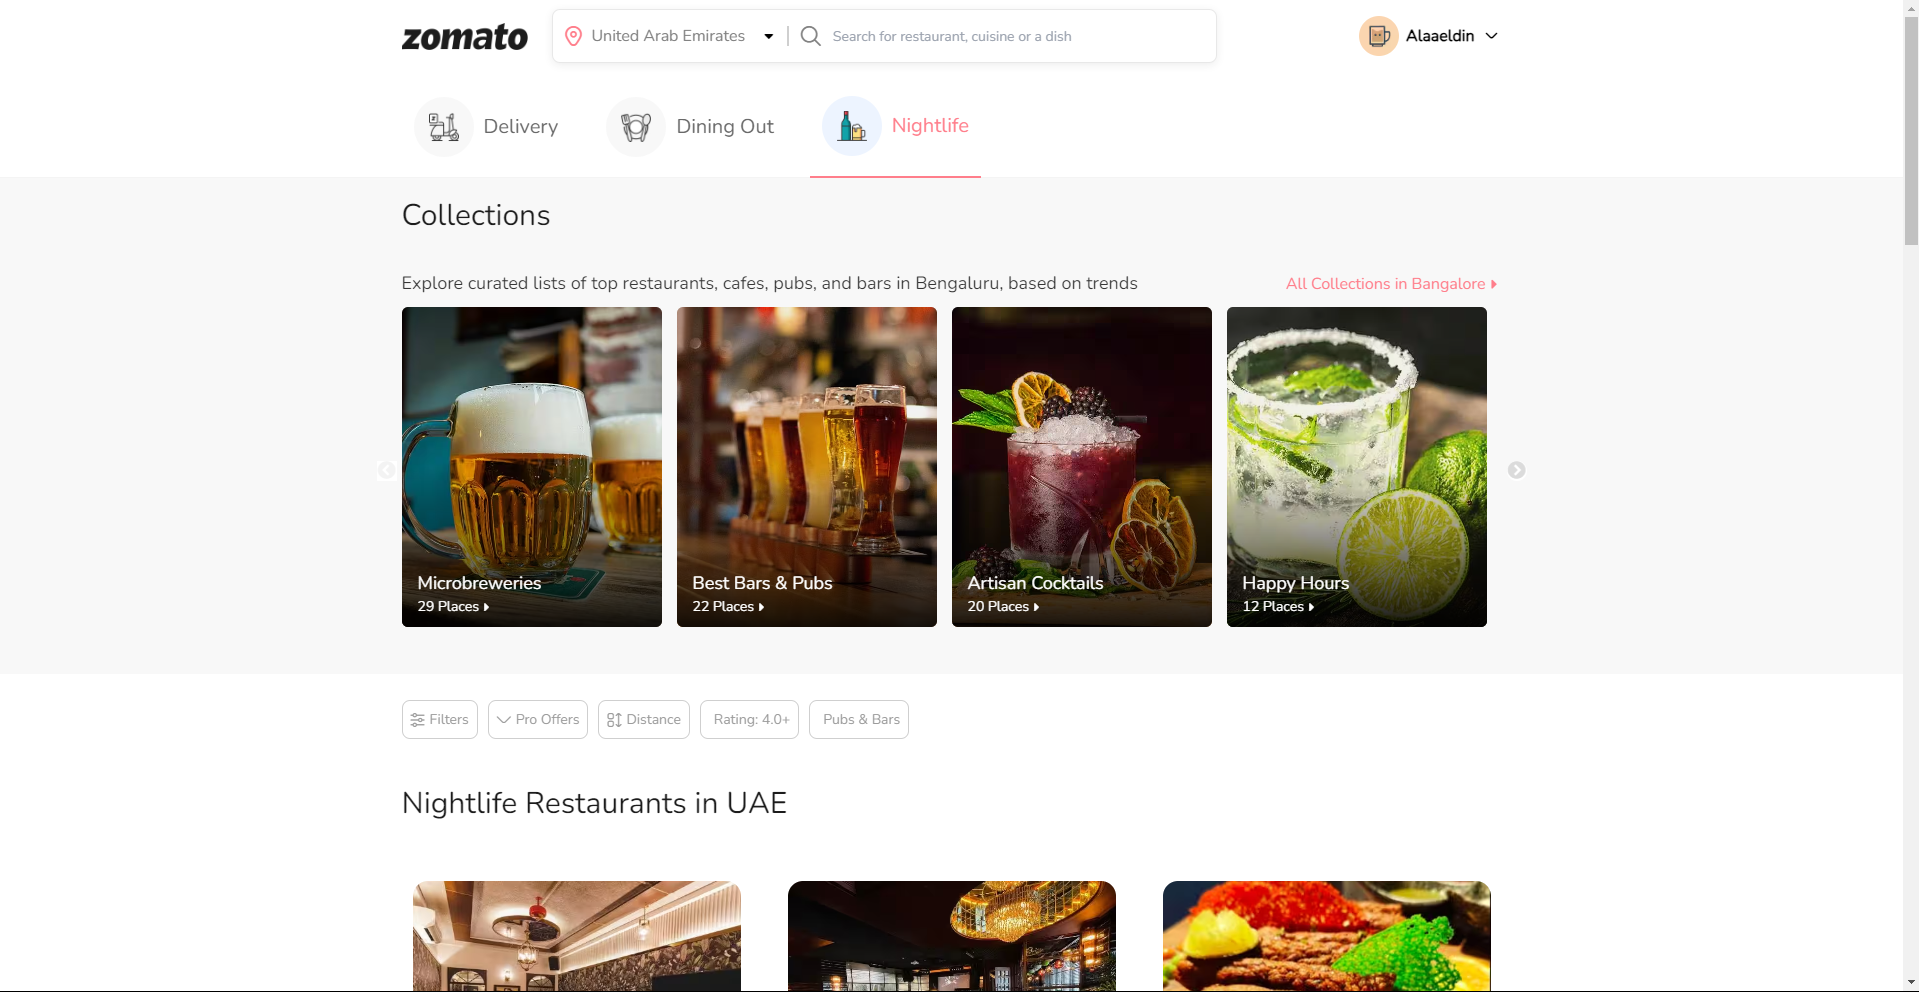 zomato
United Arab Emirates
Search for restaurant, cuisine or a dish
Alaaeldin
Delivery
Dining Out
Nightlife
Collections
Explore curated lists of top restaurants, cafes, pubs, and bars in Bengaluru, based on trends
All Collections in Bangalore
Microbreweries
29 Places
Best Bars & Pubs
22 Places
Artisan Cocktails
20 Places
Happy Hours
12 Places
Filters
Pro Offers
Distance
Rating: 4.0+
Pubs & Bars
Nightlife Restaurants in UAE